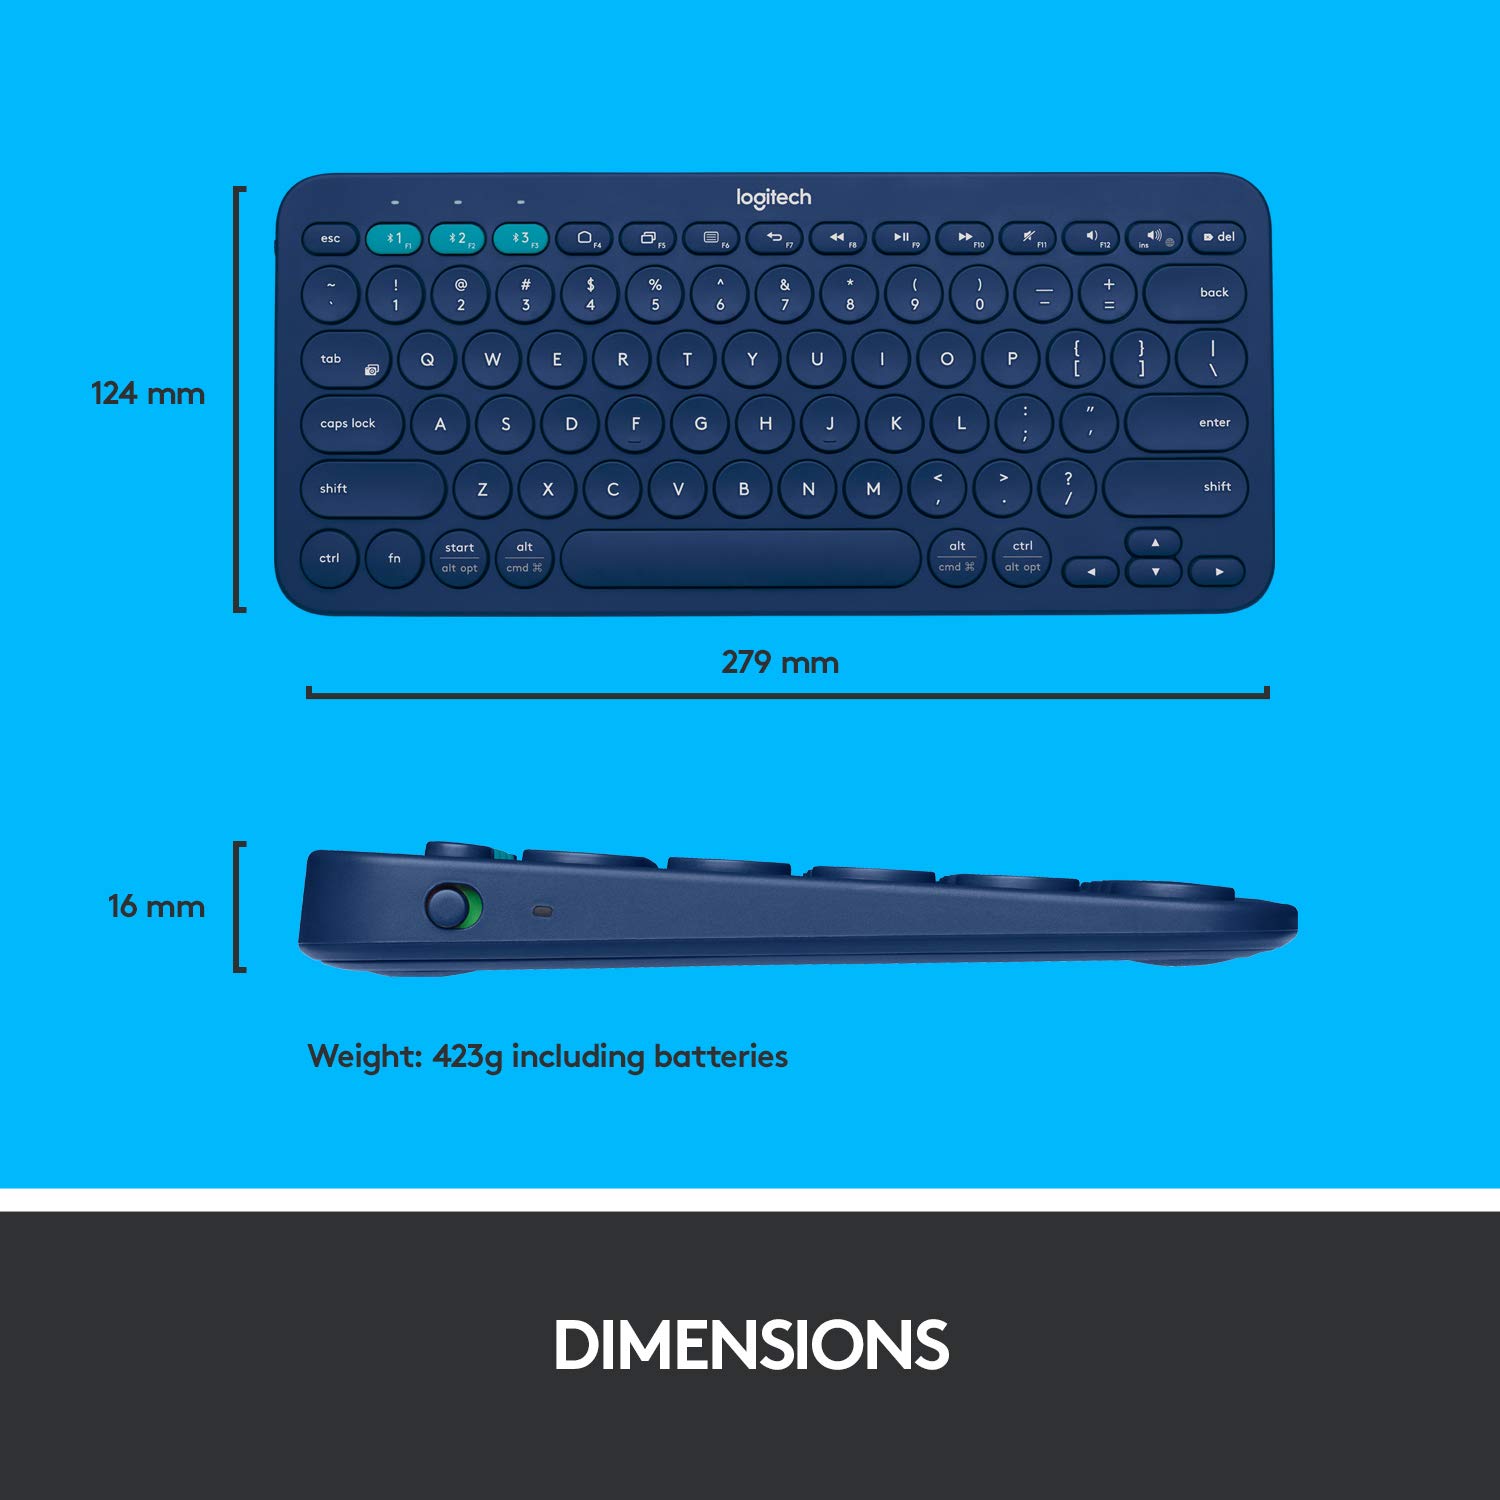 logitech
esc 1 F1 2 F2 3 F3 F4 F5 F6 F7 F8 F9 F10 F11 F12 ins del
~ ! @ # $ % ^ & * ( ) — +
` 1 2 3 4 5 6 7 8 9 0 – = back
tab Q W E R T Y U I O P { [ } ] | \
caps lock A S D F G H J K L : ; " ' enter
shift Z X C V B N M < , > . ? / shift
ctrl fn start alt alt ctrl
alt opt cmd ⌘ cmd ⌘ alt opt
124 mm
279 mm
16 mm
Weight: 423g including batteries
DIMENSIONS